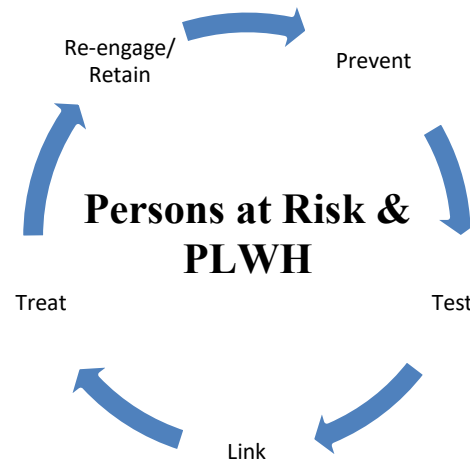 Re-engage/
Retain
Prevent
Persons at Risk &
PLWH
Treat
Test
Link